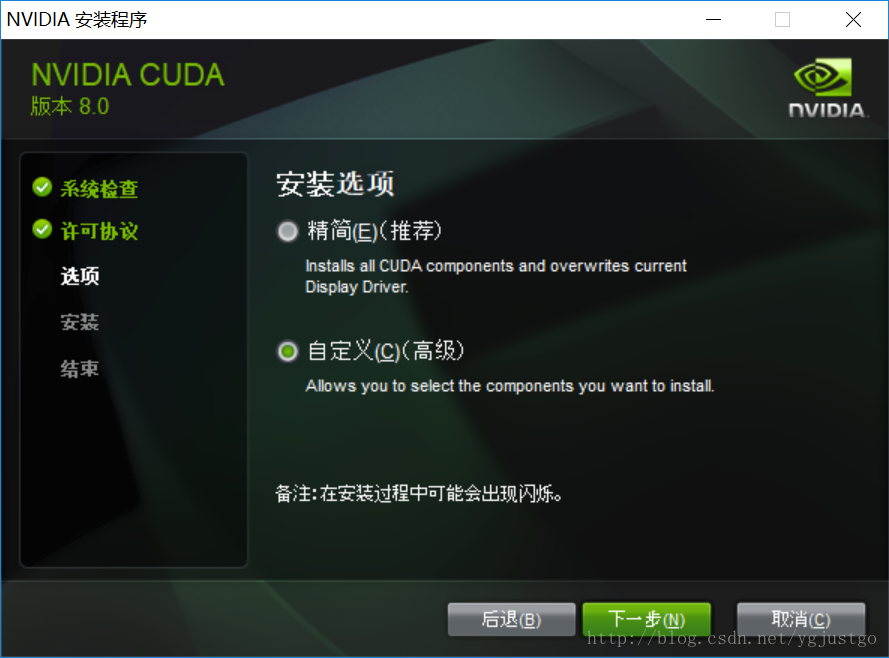 NVIDIA 安装程序
NVIDIA CUDA
版本 8.0
NVIDIA.
系统检查
许可协议
选项
安装
结束
安装选项
精简(E)(推荐)
Installs all CUDA components and overwrites current
Display Driver.
自定义(C)(高级)
Allows you to select the components you want to install.
备注:在安装过程中可能会出现闪烁。
后退(B)
下一步(N)
取消(C)
http://blog.csdn.net/ygjustgo